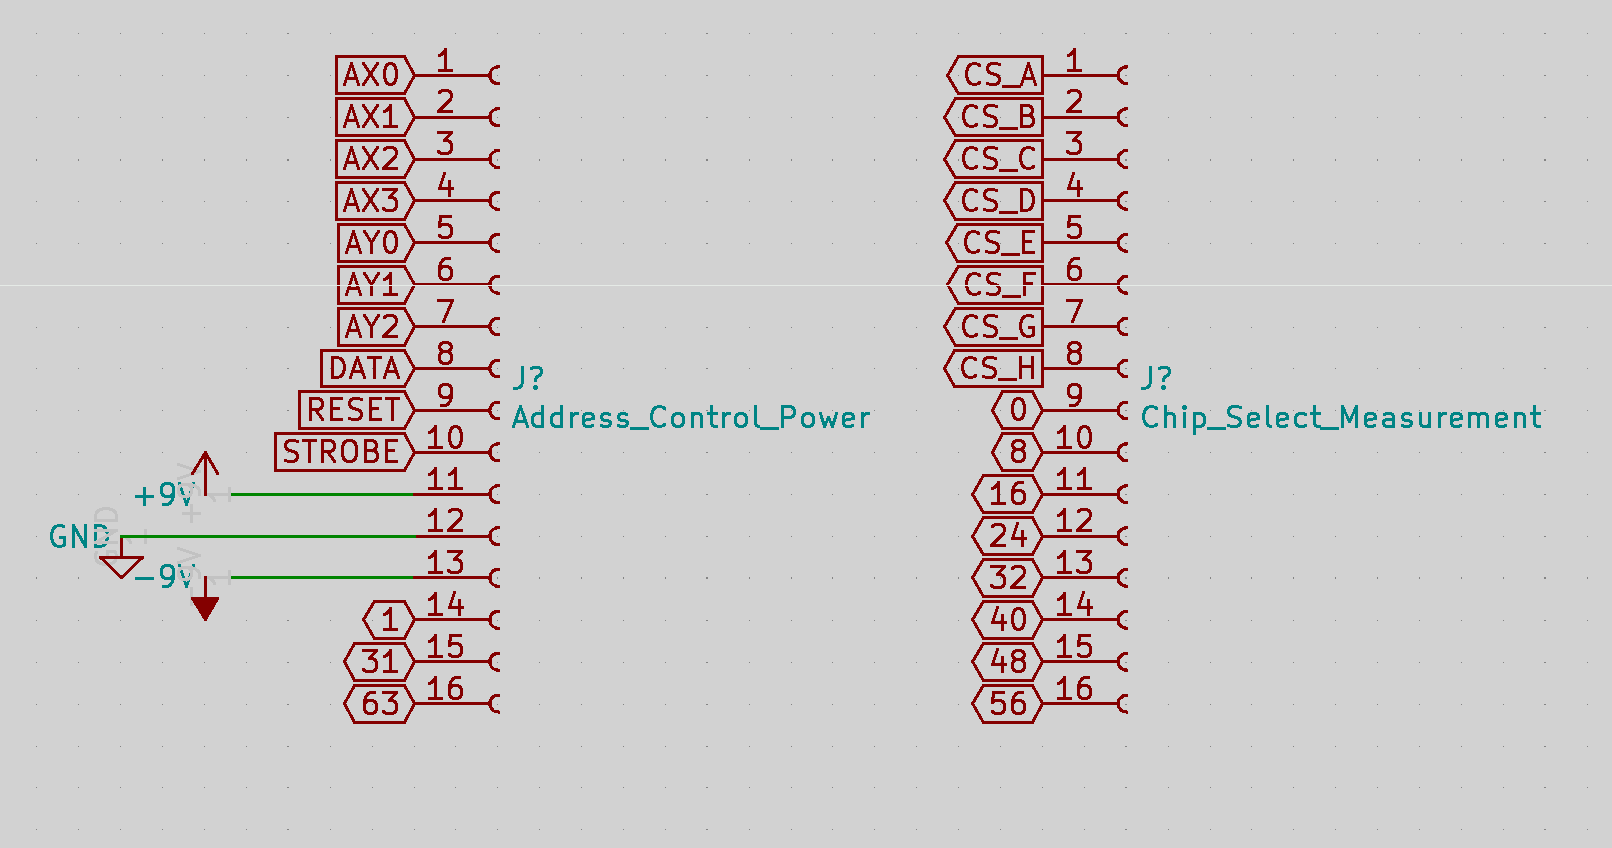 AX0 1
AX1 2
AX2 3
AX3 4
AY0 5
AY1 6
AY2 7
DATA 8
RESET 9
STROBE 10
+9V 11
GND 12
-9V 13
1 14
31 15
63 16
J?
Address_Control_Power
CS_A 1
CS_B 2
CS_C 3
CS_D 4
CS_E 5
CS_F 6
CS_G 7
CS_H 8
0 9
8 10
16 11
24 12
32 13
40 14
48 15
56 16
J?
Chip_Select_Measurement